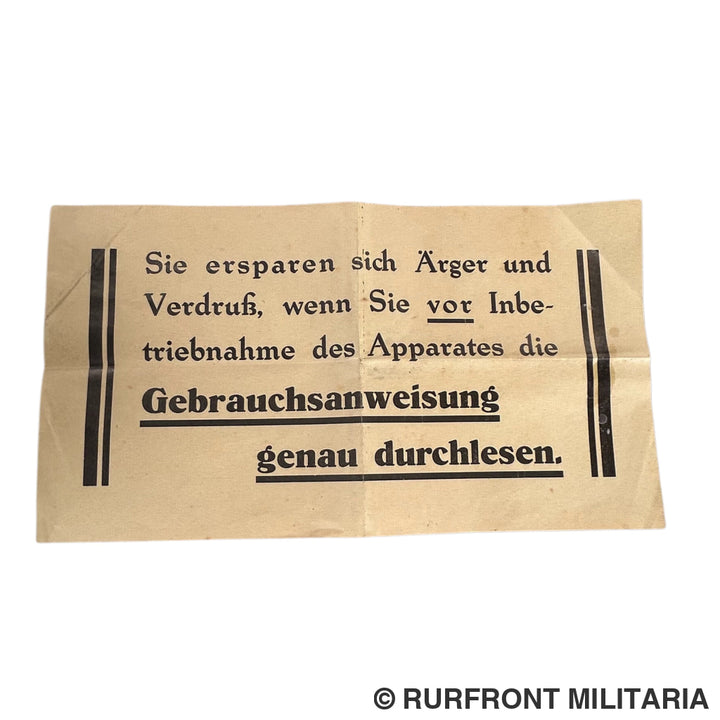 Sie ersparen sich Ärger und
Verdruß, wenn Sie vor Inbe-
triebnahme des Apparates die
Gebrauchsanweisung
genau durchlesen.
© RURFRONT MILITARIA